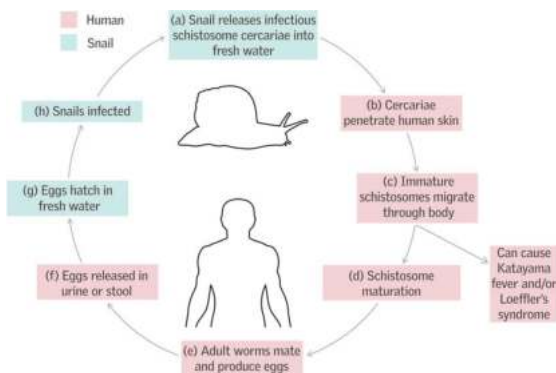 Human
Snail
(a) Snail releases infectious
schistosome cercariae into
fresh water
(b) Cercariae
penetrate human skin
(c) Immature
schistosomes migrate
through body
Can cause
Katayama
fever and/or
Loeffler's
syndrome
(d) Schistosome
maturation
(e) Adult worms mate
and produce eggs
(f) Eggs released in
urine or stool
(g) Eggs hatch in
fresh water
(h) Snails infected